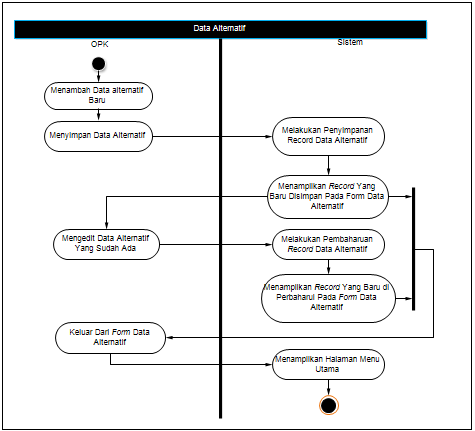 Data Alternatif
OPK
Sistem
Menambah Data alternatif
Baru
Menyimpan Data Alternatif
Melakukan Penyimpanan
Record Data Alternatif
Menampilkan Record Yang
Baru Disimpan Pada Form Data
Alternatif
Mengedit Data Alternatif
Yang Sudah Ada
Melakukan Pembaharuan
Record Data Alternatif
Menampilkan Record Yang Baru di
Perbaharui Pada Form Data
Alternatif
Keluar Dari Form Data
Alternatif
Menampilkan Halaman Menu
Utama